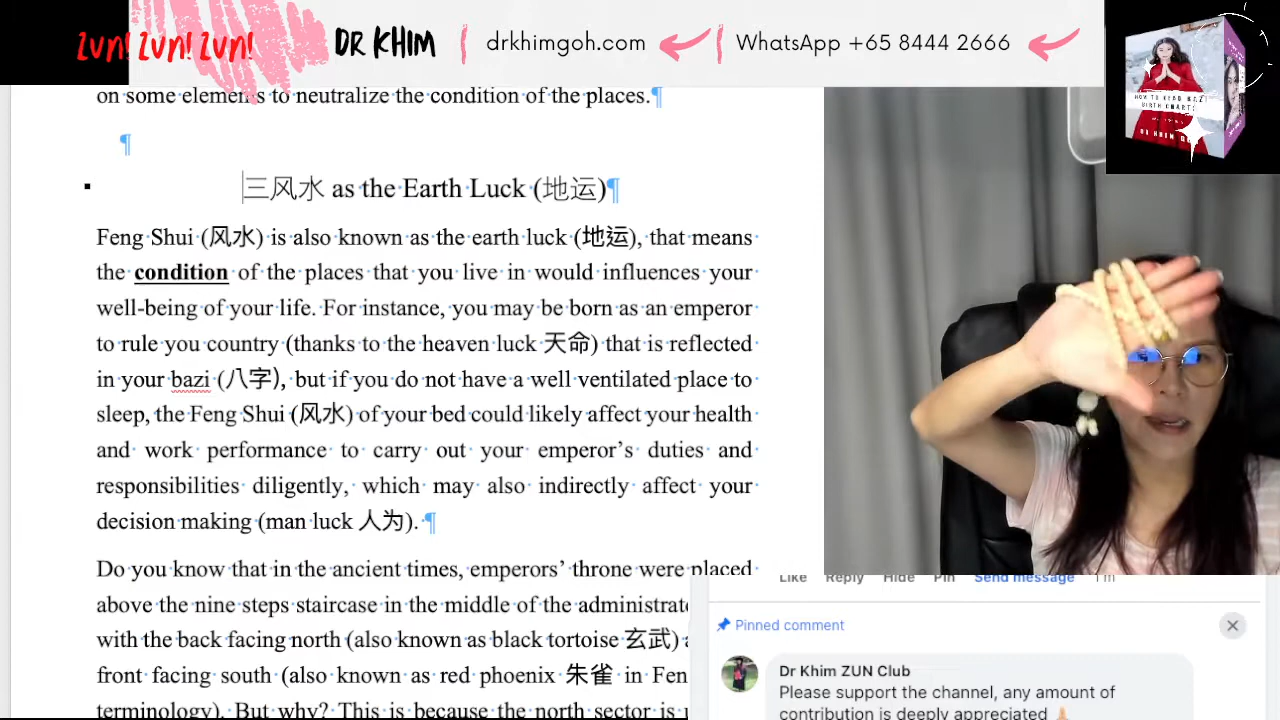 ZUN! ZUN! ZUN!
DR KHIM
drkhimgoh.com
WhatsApp +65 8444 2666
HOW TO READ BAZI
BIRTH CHARTS
on some elements to neutralize the condition of the places.¶
¶
三风水 as the Earth Luck (地运)¶
Feng Shui (风水) is also known as the earth luck (地运), that means
the condition of the places that you live in would influences your
well-being of your life. For instance, you may be born as an emperor
to rule you country (thanks to the heaven luck 天命) that is reflected
in your bazi (八字), but if you do not have a well ventilated place to
sleep, the Feng Shui (风水) of your bed could likely affect your health
and work performance to carry out your emperor’s duties and
responsibilities diligently, which may also indirectly affect your
decision making (man luck 人为). ¶
Do you know that in the ancient times, emperors’ throne were placed
above the nine steps staircase in the middle of the administrat
with the back facing north (also known as black tortoise 玄武)
front facing south (also known as red phoenix 朱雀 in Fen
terminology). But why? This is because the north sector is
Like Reply Hide Pin Send message 1m
Pinned comment
Dr Khim ZUN Club
Please support the channel, any amount of
contribution is deeply appreciated 🙏🏼